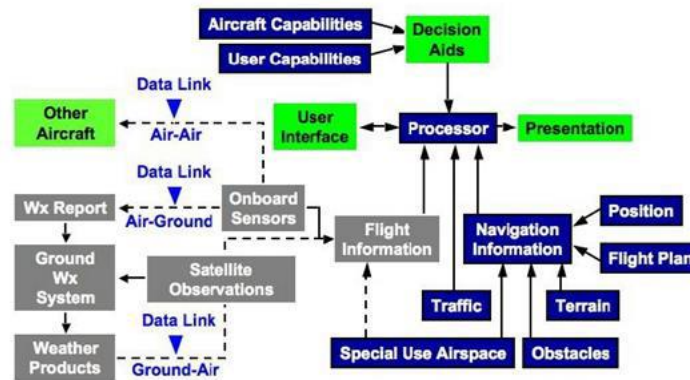 Aircraft Capabilities
User Capabilities
Decision
Aids
Data Link
Other
Aircraft
Air-Air
User
Interface
Processor
Presentation
Data Link
Wx Report
Air-Ground
Onboard
Sensors
Flight
Information
Navigation
Information
Position
Flight Plan
Ground
Wx
System
Satellite
Observations
Traffic
Terrain
Data Link
Weather
Products
Ground-Air
Special Use Airspace
Obstacles